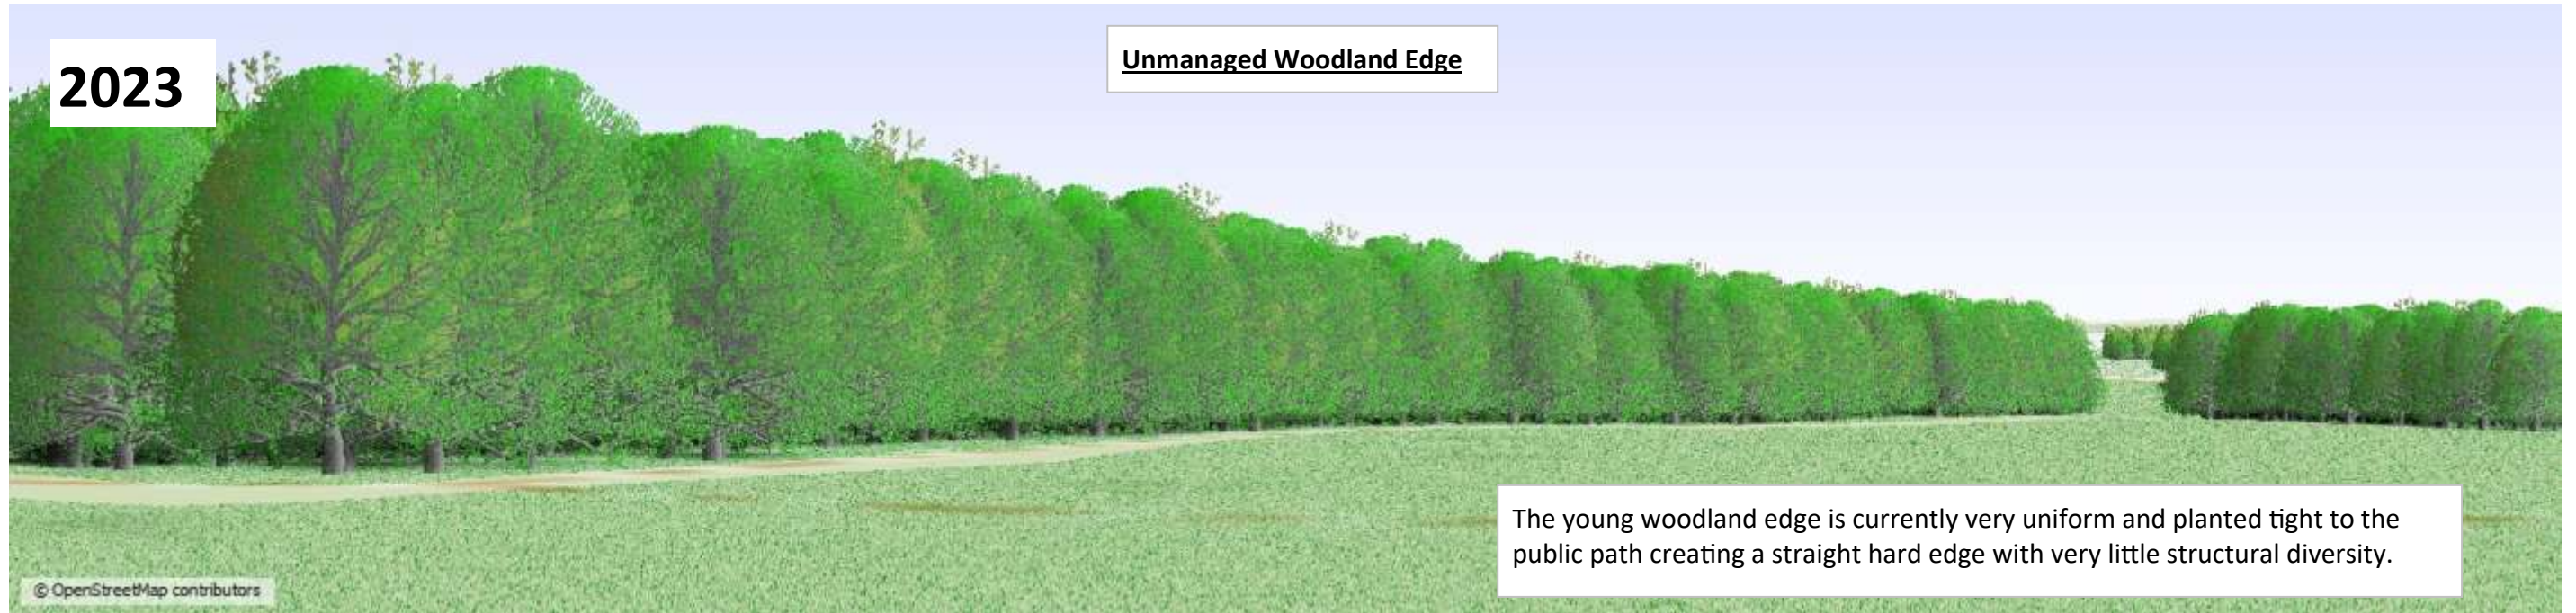 2023
Unmanaged Woodland Edge
The young woodland edge is currently very uniform and planted tight to the
public path creating a straight hard edge with very little structural diversity.
© OpenStreetMap contributors